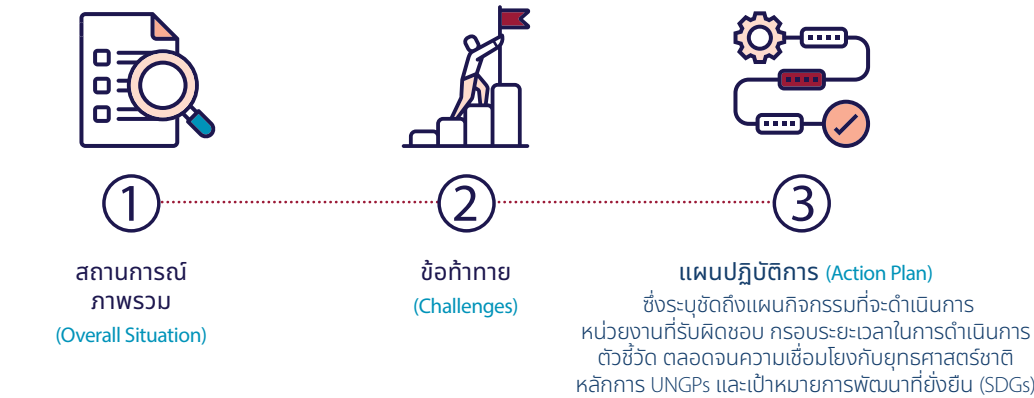 1
สถานการณ์
ภาพรวม
(Overall Situation)
2
ข้อท้าทาย
(Challenges)
3
แผนปฏิบัติการ (Action Plan)
ซึ่งระบุชัดถึงแผนกิจกรรมที่จะดำเนินการ
หน่วยงานที่รับผิดชอบ กรอบระยะเวลาในการดำเนินการ
ตัวชี้วัด ตลอดจนความเชื่อมโยงกับยุทธศาสตร์ชาติ
หลักการ UNGPs และเป้าหมายการพัฒนาที่ยั่งยืน (SDGs)